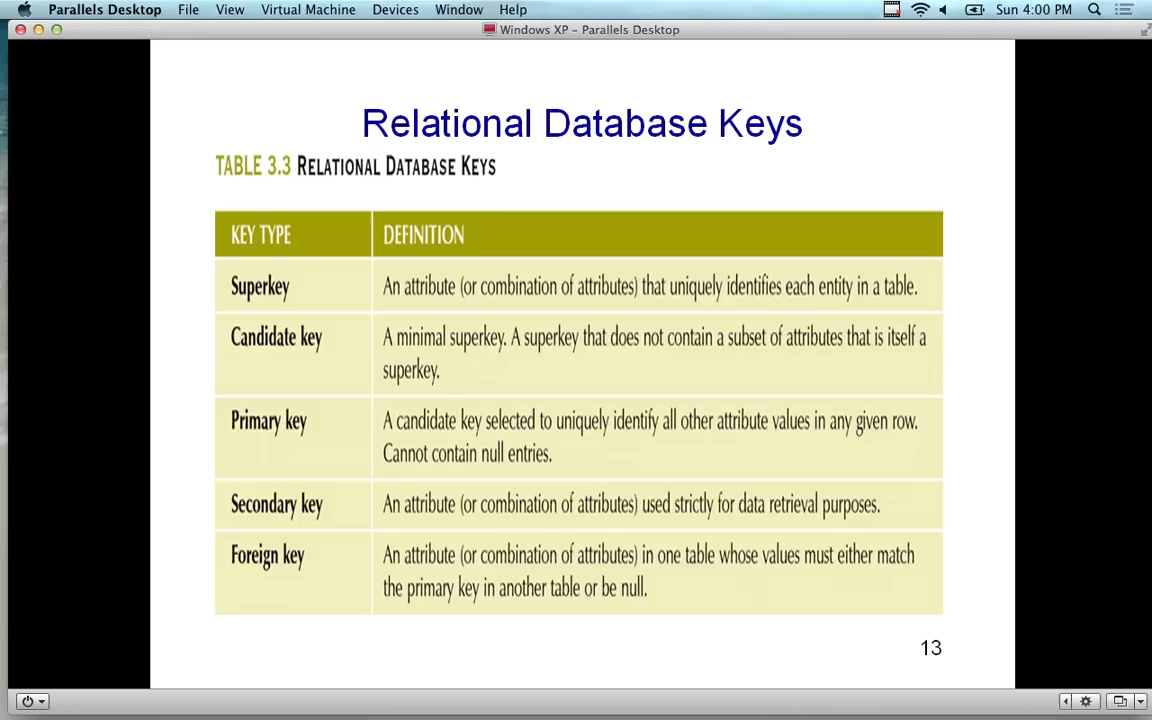 Parallels Desktop File View Virtual Machine Devices Window Help Sun 4:00 PM
Windows XP - Parallels Desktop
Relational Database Keys
TABLE 3.3 RELATIONAL DATABASE KEYS
KEY TYPE DEFINITION
Superkey An attribute (or combination of attributes) that uniquely identifies each entity in a table.
Candidate key A minimal superkey. A superkey that does not contain a subset of attributes that is itself a
superkey.
Primary key A candidate key selected to uniquely identify all other attribute values in any given row.
Cannot contain null entries.
Secondary key An attribute (or combination of attributes) used strictly for data retrieval purposes.
Foreign key An attribute (or combination of attributes) in one table whose values must either match
the primary key in another table or be null.
13